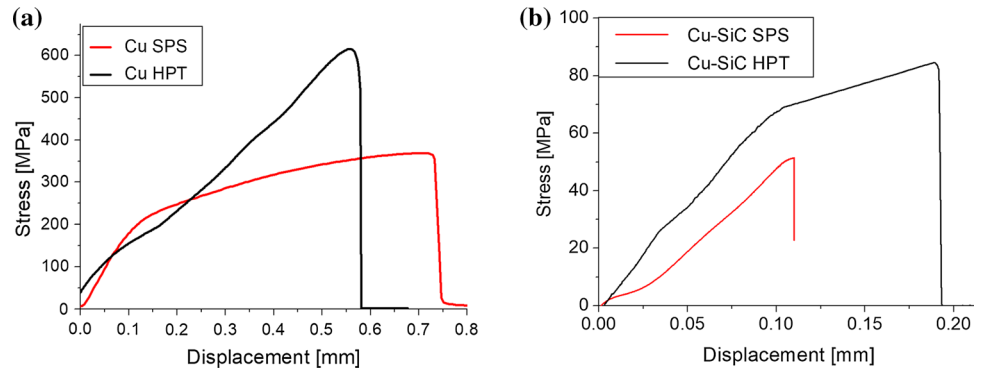 (a)
Cu SPS
Cu HPT
Stress [MPa]
600
500
400
300
200
100
0
0.0 0.1 0.2 0.3 0.4 0.5 0.6 0.7 0.8
Displacement [mm]
(b)
Cu-SiC SPS
Cu-SiC HPT
Stress [MPa]
100
80
60
40
20
0
0.00 0.05 0.10 0.15 0.20
Displacement [mm]